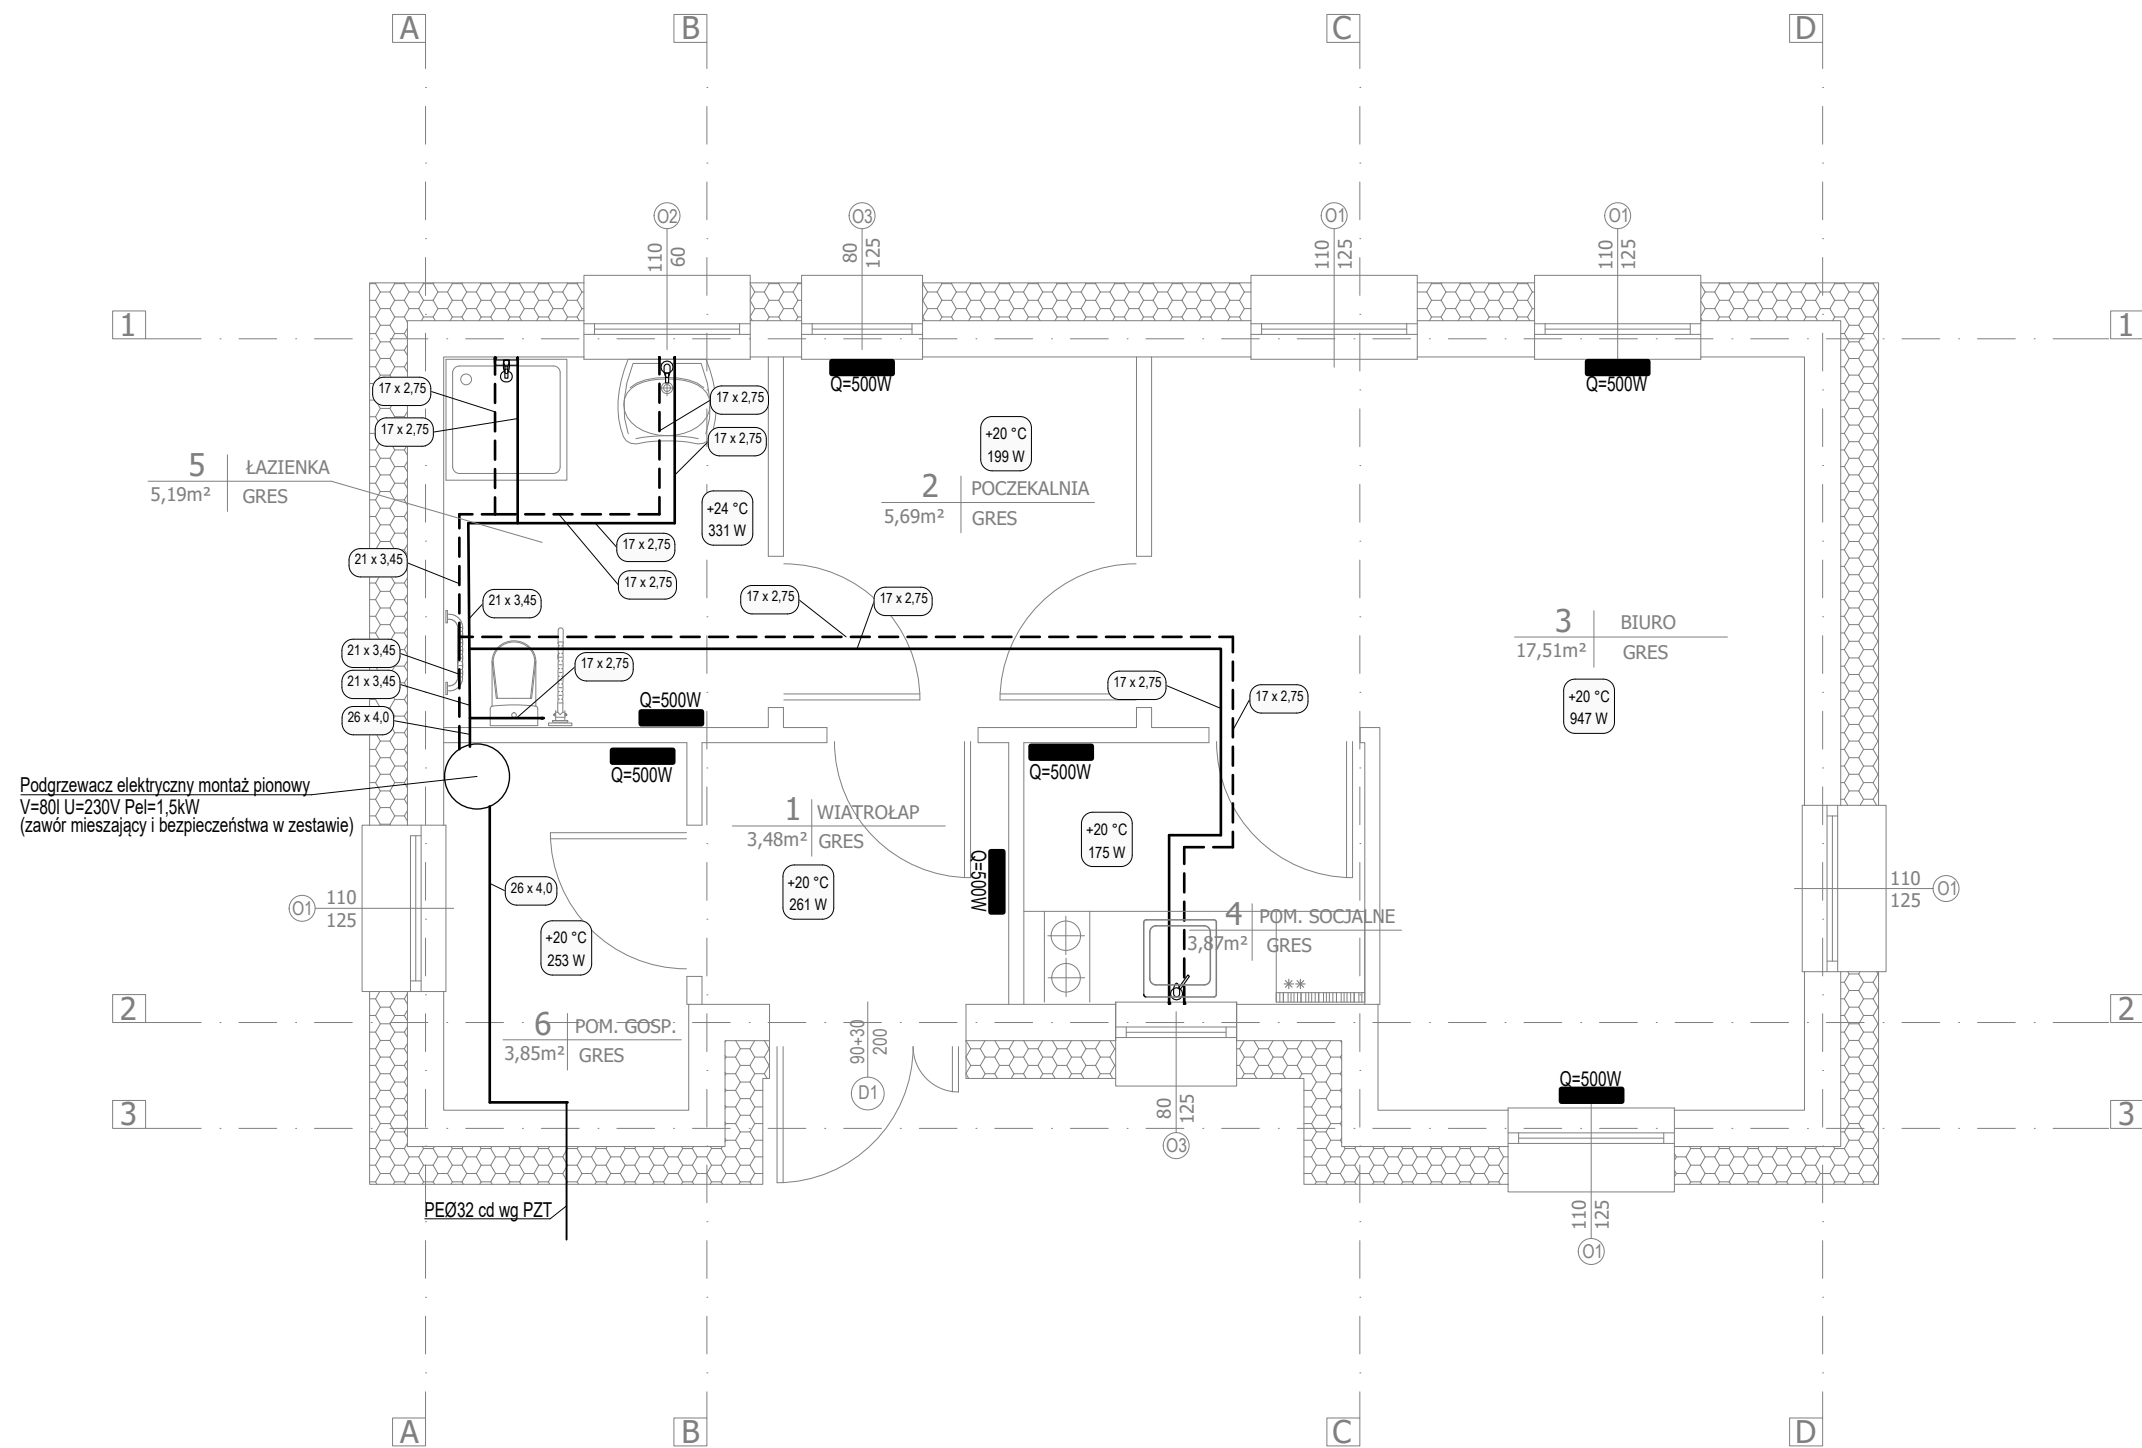 A
B
C
D
O2
O3
O1
O1
110
60
80
125
110
125
110
125
1
1
17 x 2,75
17 x 2,75
17 x 2,75
17 x 2,75
Q=500W
Q=500W
+20 °C
199 W
5
ŁAZIENKA
5,19m²
GRES
2
POCZEKALNIA
5,69m²
GRES
+24 °C
331 W
17 x 2,75
17 x 2,75
21 x 3,45
21 x 3,45
17 x 2,75
17 x 2,75
3
BIURO
17,51m²
GRES
21 x 3,45
21 x 3,45
26 x 4,0
17 x 2,75
17 x 2,75
17 x 2,75
+20 °C
947 W
Q=500W
Q=500W
Q=500W
Podgrzewacz elektryczny montaż pionowy
V=80l U=230V Pel=1,5kW
(zawór mieszający i bezpieczeństwa w zestawie)
1
WIATROŁAP
3,48m²
GRES
+20 °C
175 W
Q=500W
+20 °C
261 W
26 x 4,0
O1
110
125
110
125
O1
+20 °C
253 W
4
POM. SOCJALNE
3,87m²
GRES
**
2
2
6
POM. GOSP.
3,85m²
GRES
90+30
200
D1
Q=500W
3
3
80
125
O3
PEØ32 cd wg PZT
110
125
O1
A
B
C
D